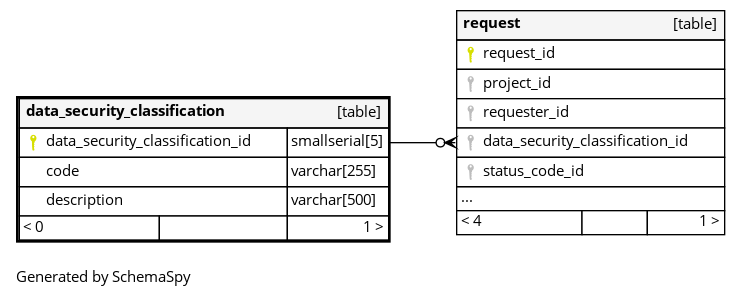 data_security_classification [table]
data_security_classification_id smallserial[5]
code varchar[255]
description varchar[500]
< 0 1 >
request [table]
request_id
project_id
requester_id
data_security_classification_id
status_code_id
...
< 4 1 >
Generated by SchemaSpy